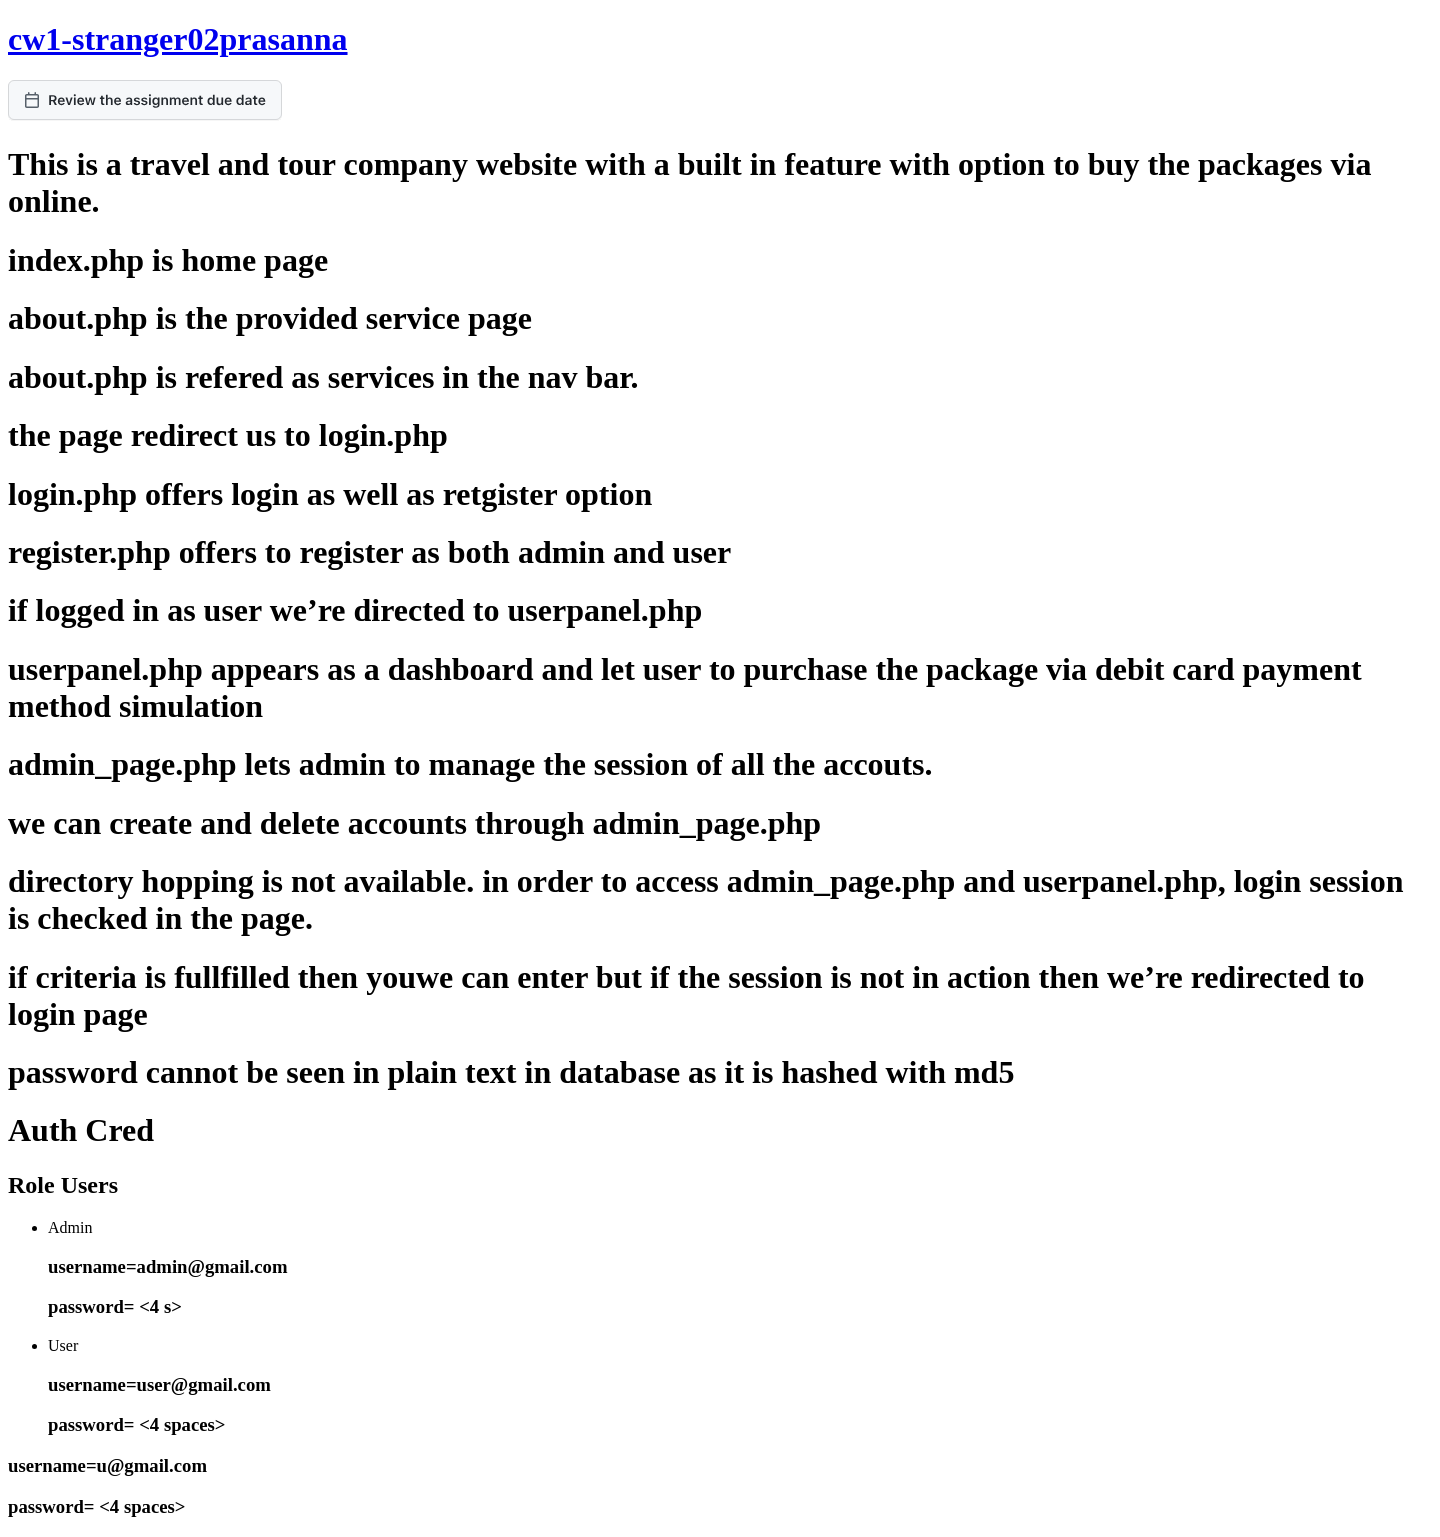 cw1-stranger02prasanna
Review the assignment due date
This is a travel and tour company website with a built in feature with option to buy the packages via
online.
index.php is home page
about.php is the provided service page
about.php is refered as services in the nav bar.
the page redirect us to login.php
login.php offers login as well as retgister option
register.php offers to register as both admin and user
if logged in as user we’re directed to userpanel.php
userpanel.php appears as a dashboard and let user to purchase the package via debit card payment
method simulation
admin_page.php lets admin to manage the session of all the accouts.
we can create and delete accounts through admin_page.php
directory hopping is not available. in order to access admin_page.php and userpanel.php, login session
is checked in the page.
if criteria is fullfilled then youwe can enter but if the session is not in action then we’re redirected to
login page
password cannot be seen in plain text in database as it is hashed with md5
Auth Cred
Role Users
Admin
username=admin@gmail.com
password= <4 s>
User
username=user@gmail.com
password= <4 spaces>
username=u@gmail.com
password= <4 spaces>